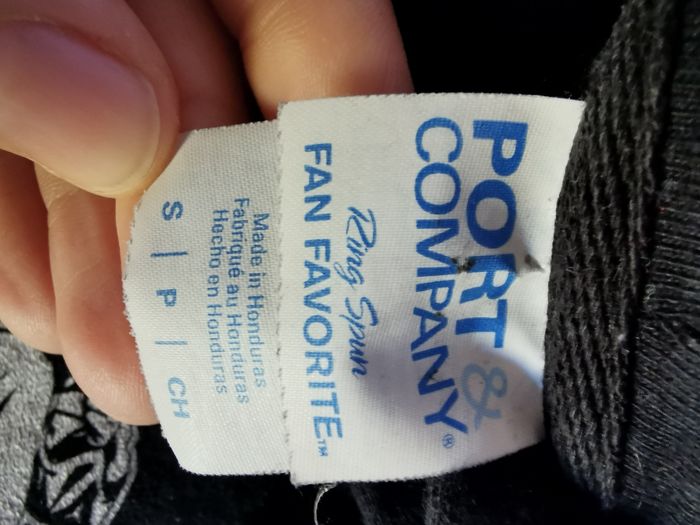 PORT &
COMPANY®
Ring Spun
FAN FAVORITE™
Made in Honduras
Fabriqué au Honduras
Hecho en Honduras
S | P | CH